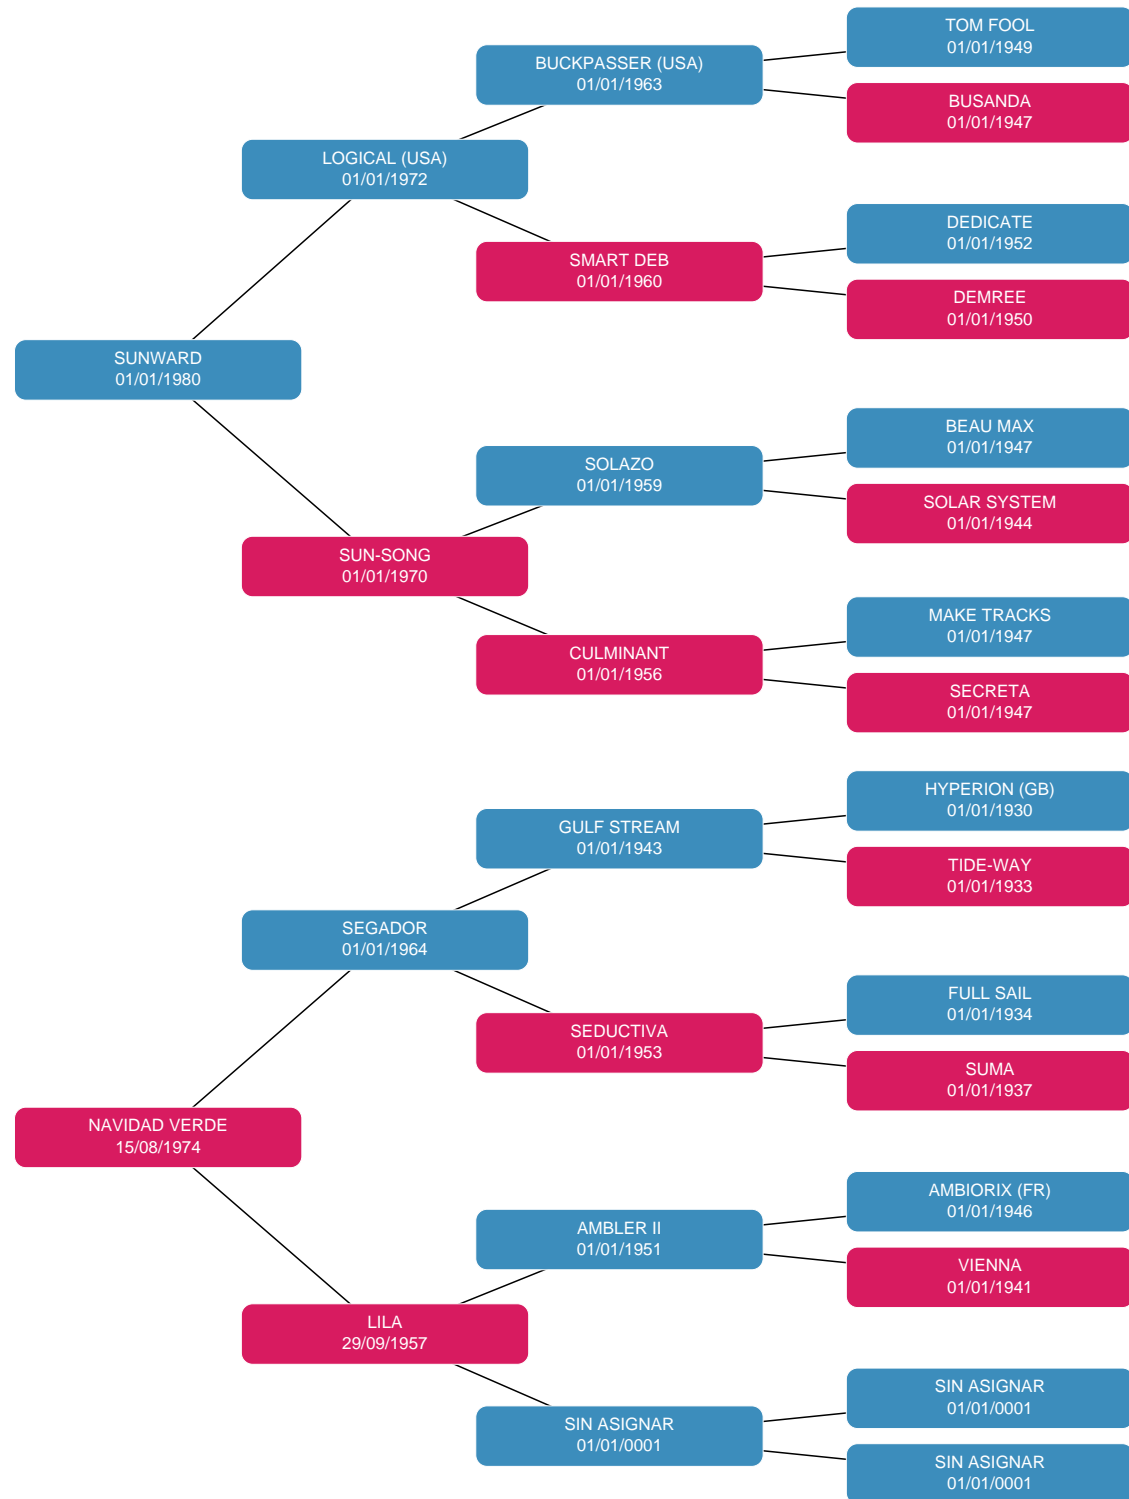 TOM FOOL
01/01/1949
BUCKPASSER (USA)
01/01/1963
BUSANDA
01/01/1947
LOGICAL (USA)
01/01/1972
DEDICATE
01/01/1952
SMART DEB
01/01/1960
DEMREE
01/01/1950
SUNWARD
01/01/1980
BEAU MAX
01/01/1947
SOLAZO
01/01/1959
SOLAR SYSTEM
01/01/1944
SUN-SONG
01/01/1970
MAKE TRACKS
01/01/1947
CULMINANT
01/01/1956
SECRETA
01/01/1947
HYPERION (GB)
01/01/1930
GULF STREAM
01/01/1943
TIDE-WAY
01/01/1933
SEGADOR
01/01/1964
FULL SAIL
01/01/1934
SEDUCTIVA
01/01/1953
SUMA
01/01/1937
NAVIDAD VERDE
15/08/1974
AMBIORIX (FR)
01/01/1946
AMBLER II
01/01/1951
VIENNA
01/01/1941
LILA
29/09/1957
SIN ASIGNAR
01/01/0001
SIN ASIGNAR
01/01/0001
SIN ASIGNAR
01/01/0001